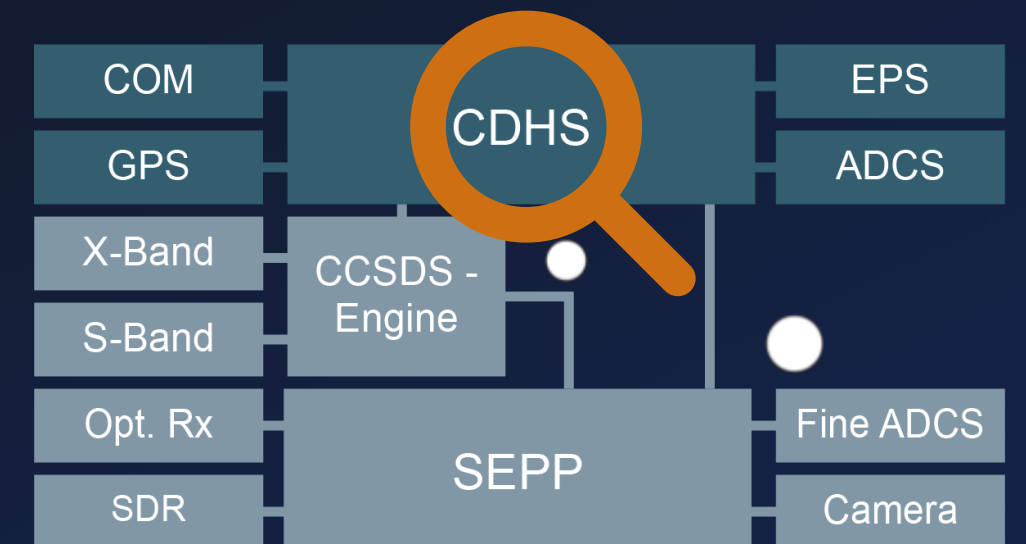 COM
CDHS
EPS
GPS
ADCS
X-Band
CCSDS -
Engine
S-Band
Opt. Rx
SEPP
Fine ADCS
SDR
Camera